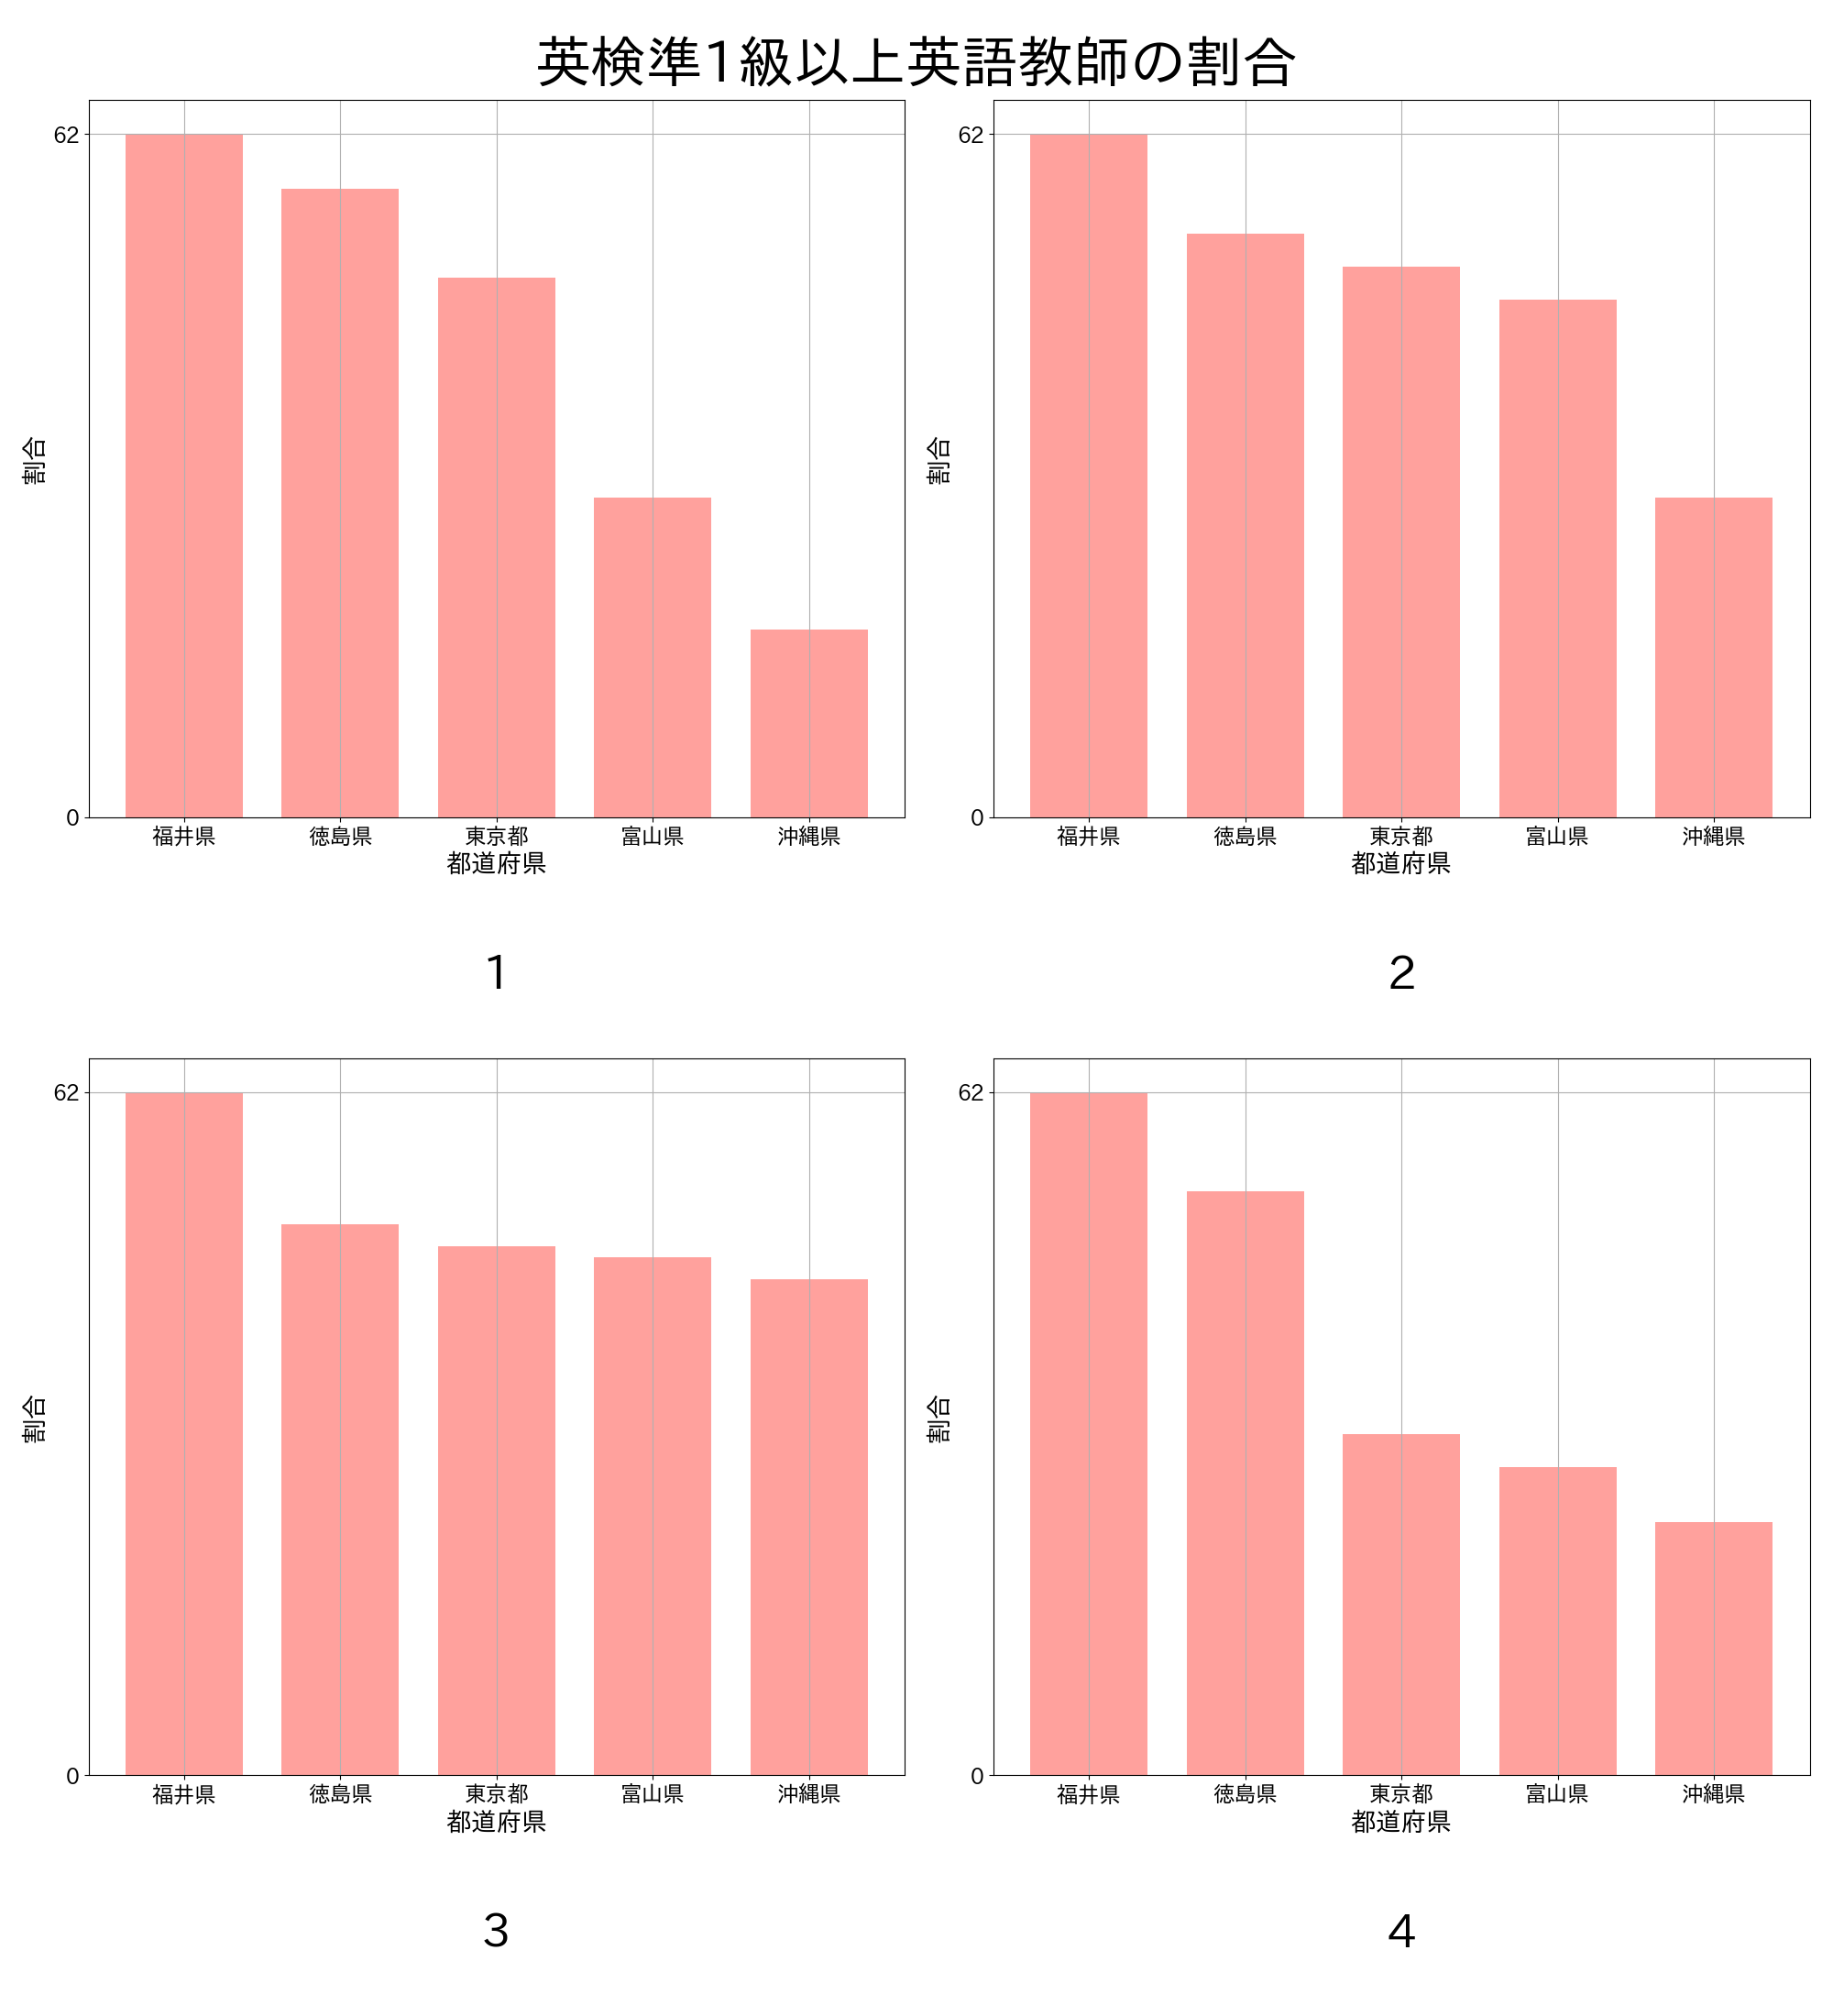 英検準1級以上英語教師の割合
62
0
割合
福井県 徳島県 東京都 富山県 沖縄県
都道府県
1
62
0
割合
福井県 徳島県 東京都 富山県 沖縄県
都道府県
2
62
0
割合
福井県 徳島県 東京都 富山県 沖縄県
都道府県
3
62
0
割合
福井県 徳島県 東京都 富山県 沖縄県
都道府県
4